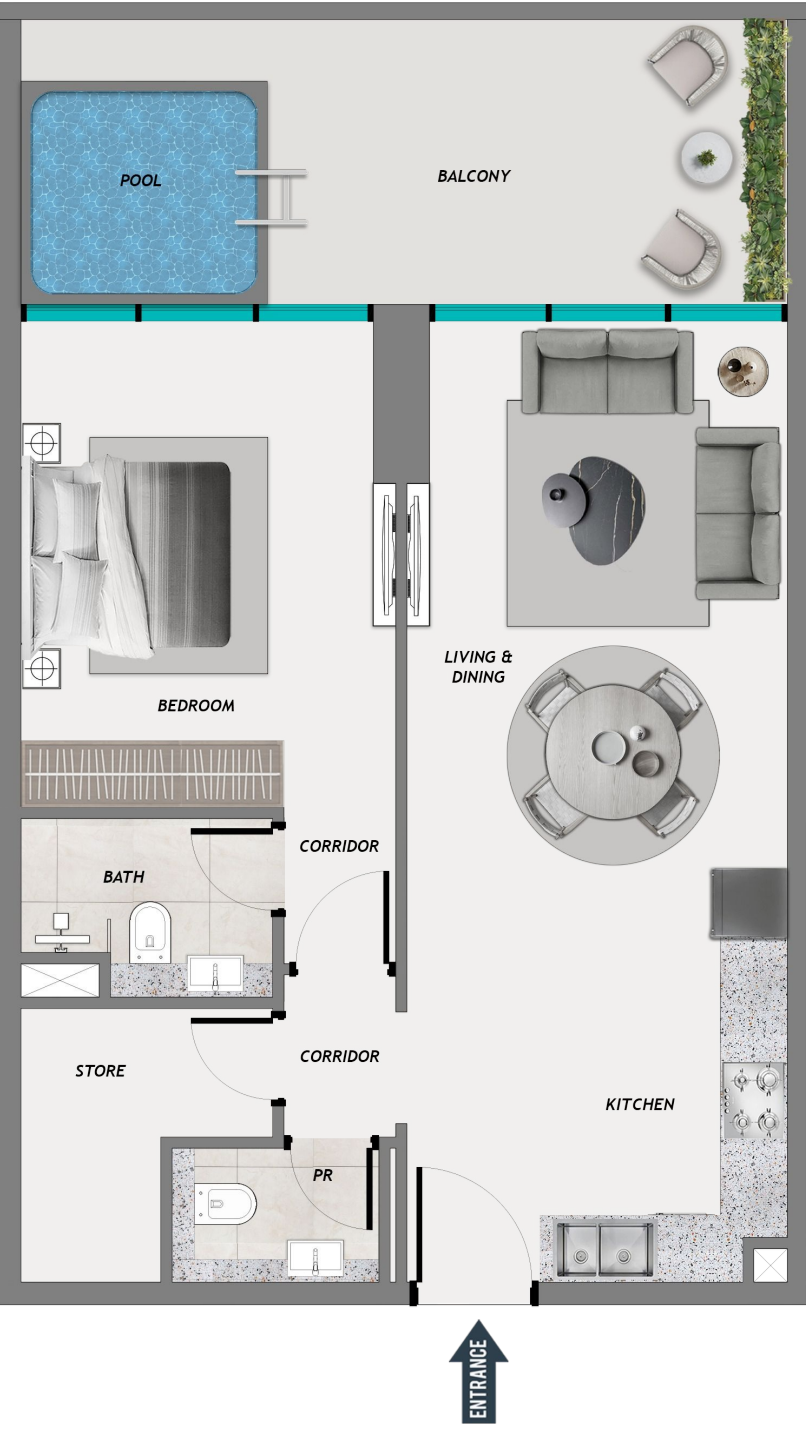 POOL
BALCONY
LIVING &
DINING
BEDROOM
CORRIDOR
BATH
CORRIDOR
STORE
KITCHEN
PR
ENTRANCE